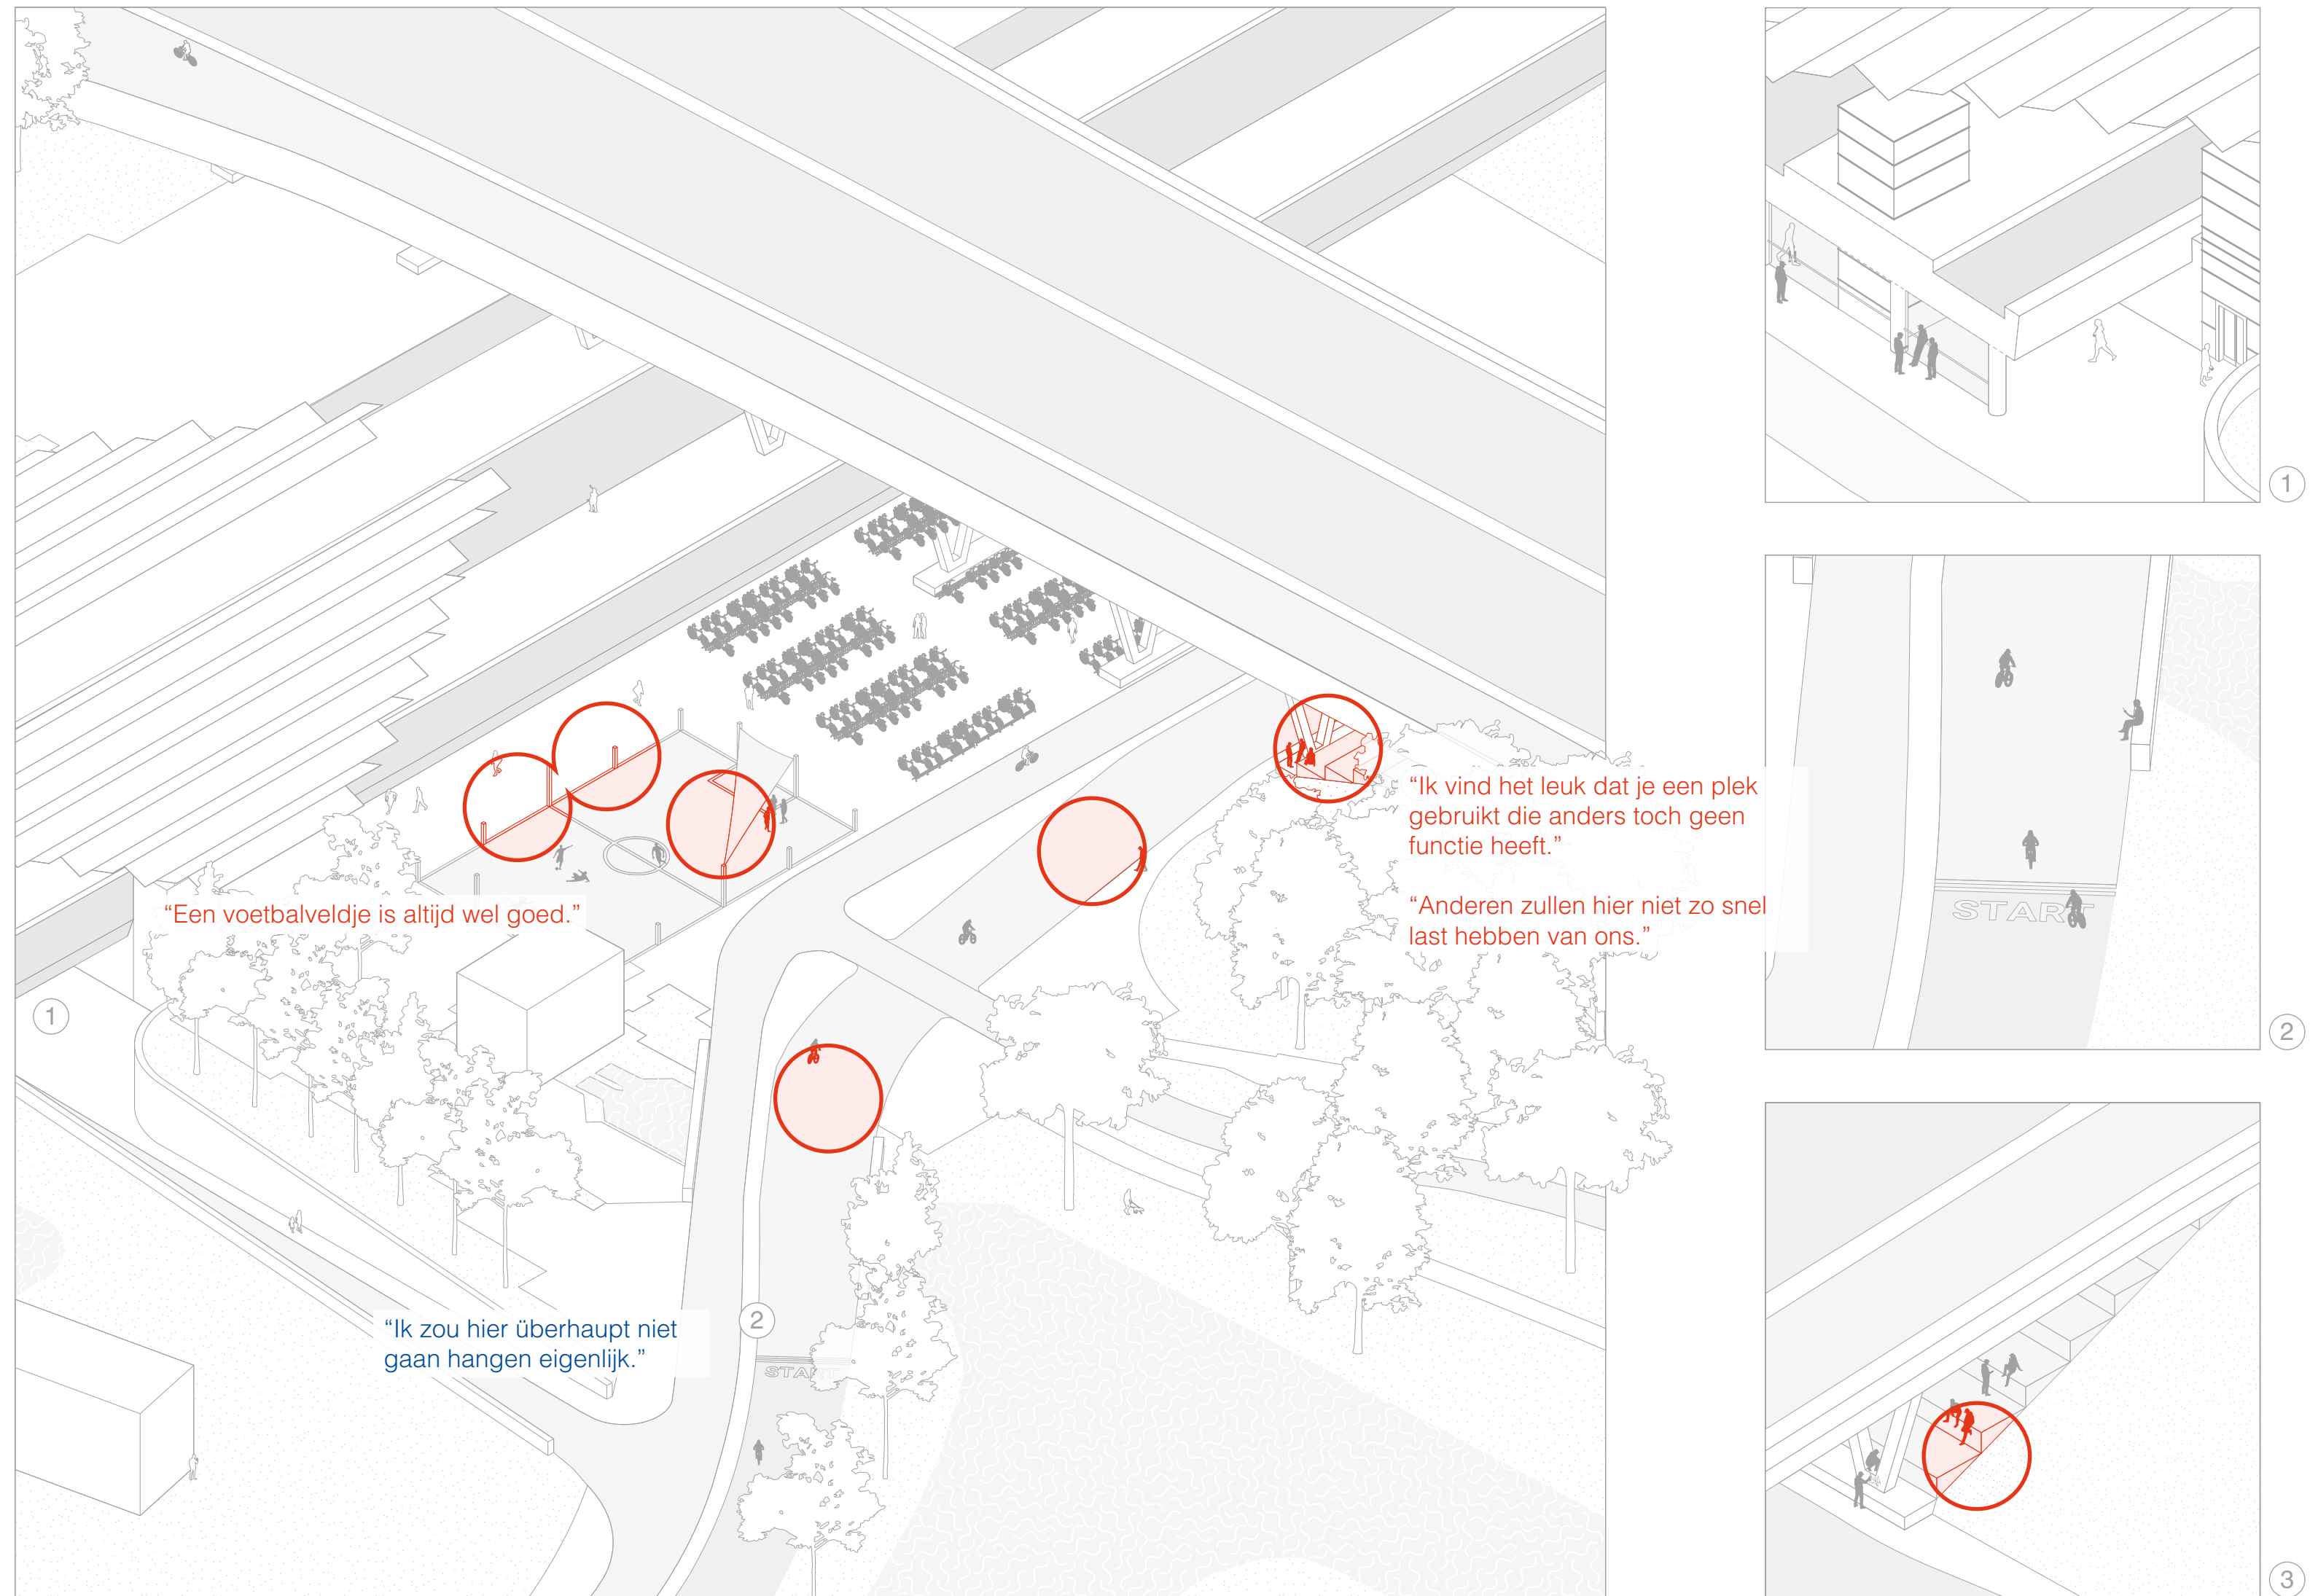 1
“Ik vind het leuk dat je een plek
gebruikt die anders toch geen
functie heeft.”
“Anderen zullen hier niet zo snel
last hebben van ons.”
“Een voetbalveldje is altijd wel goed.”
START
1
2
“Ik zou hier überhaupt niet
gaan hangen eigenlijk.”
2
START
3